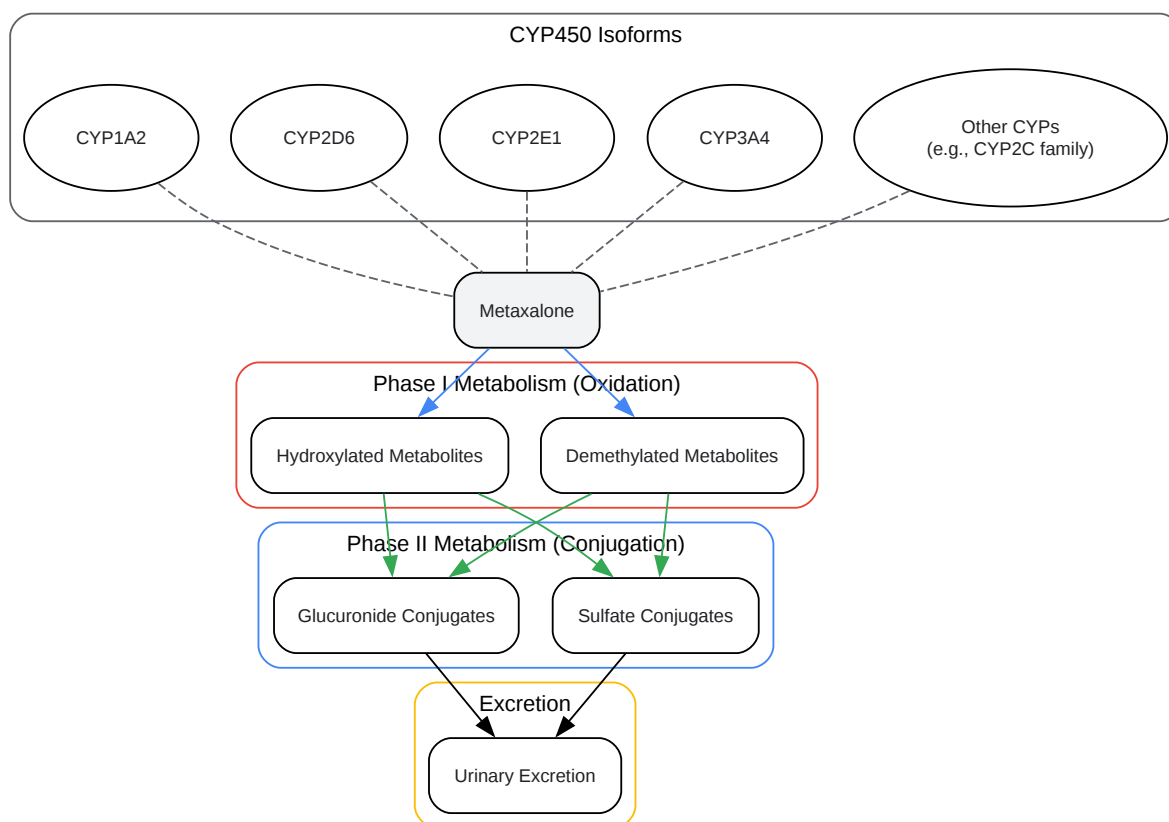 CYP450 Isoforms
CYP1A2
CYP2D6
CYP2E1
CYP3A4
Other CYPs
(e.g., CYP2C family)
Metaxalone
Phase I Metabolism (Oxidation)
Hydroxylated Metabolites
Demethylated Metabolites
Phase II Metabolism (Conjugation)
Glucuronide Conjugates
Sulfate Conjugates
Excretion
Urinary Excretion